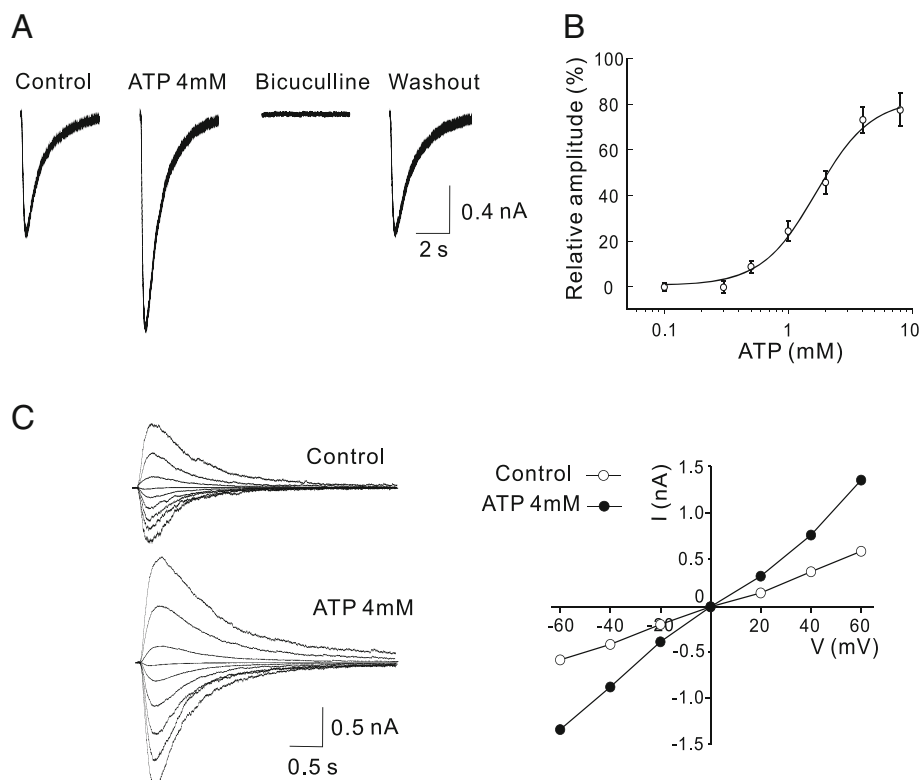 A
Control ATP 4mM Bicuculline Washout
0.4 nA
2 s
B
Relative amplitude (%)
100
80
60
40
20
0
0.1 1 10
ATP (mM)
C
Control
ATP 4mM
0.5 nA
0.5 s
Control
ATP 4mM
I (nA)
1.5
1.0
0.5
0
-60 -40 -20 20 40 60
V (mV)
-0.5
-1.0
-1.5